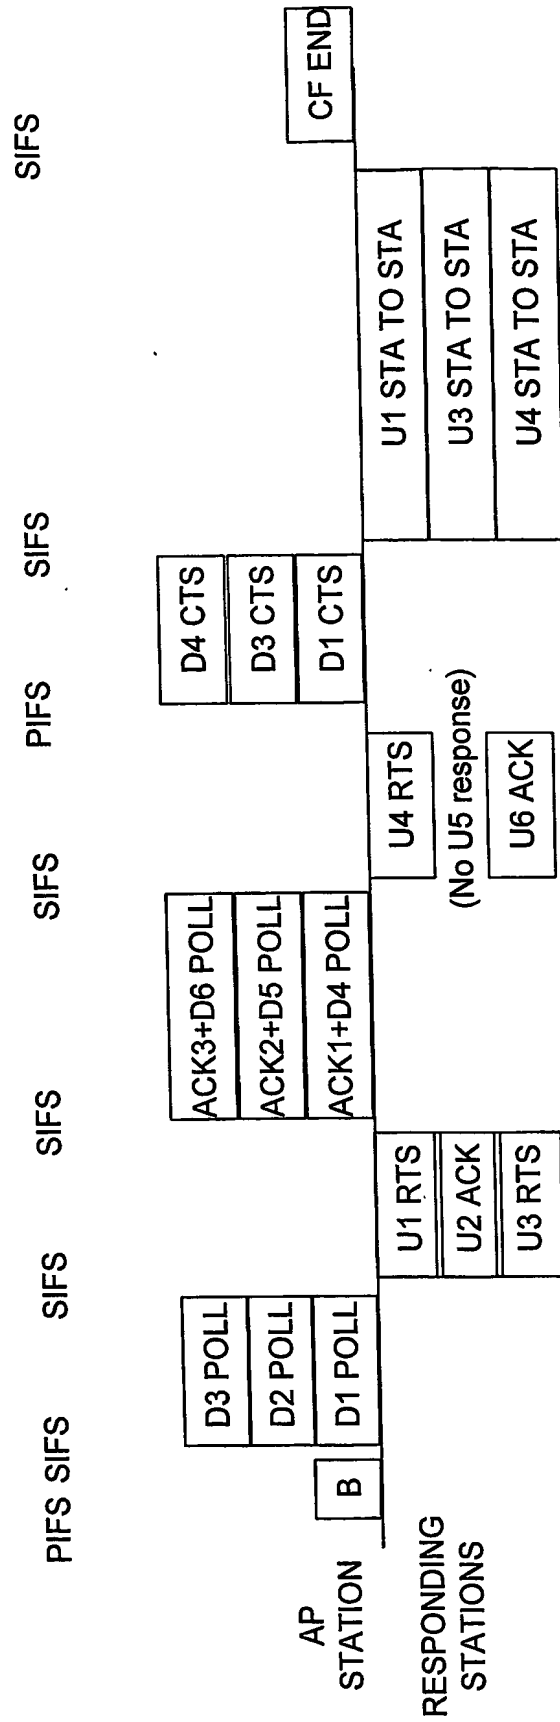 PIFS SIFS SIFS SIFS SIFS PIFS SIFS SIFS
AP
STATION
B
D3 POLL
D2 POLL
D1 POLL
ACK3+D6 POLL
ACK2+D5 POLL
ACK1+D4 POLL
D4 CTS
D3 CTS
D1 CTS
CF END
RESPONDING
STATIONS
U1 RTS
U2 ACK
U3 RTS
U4 RTS
(No U5 response)
U6 ACK
U1 STA TO STA
U3 STA TO STA
U4 STA TO STA